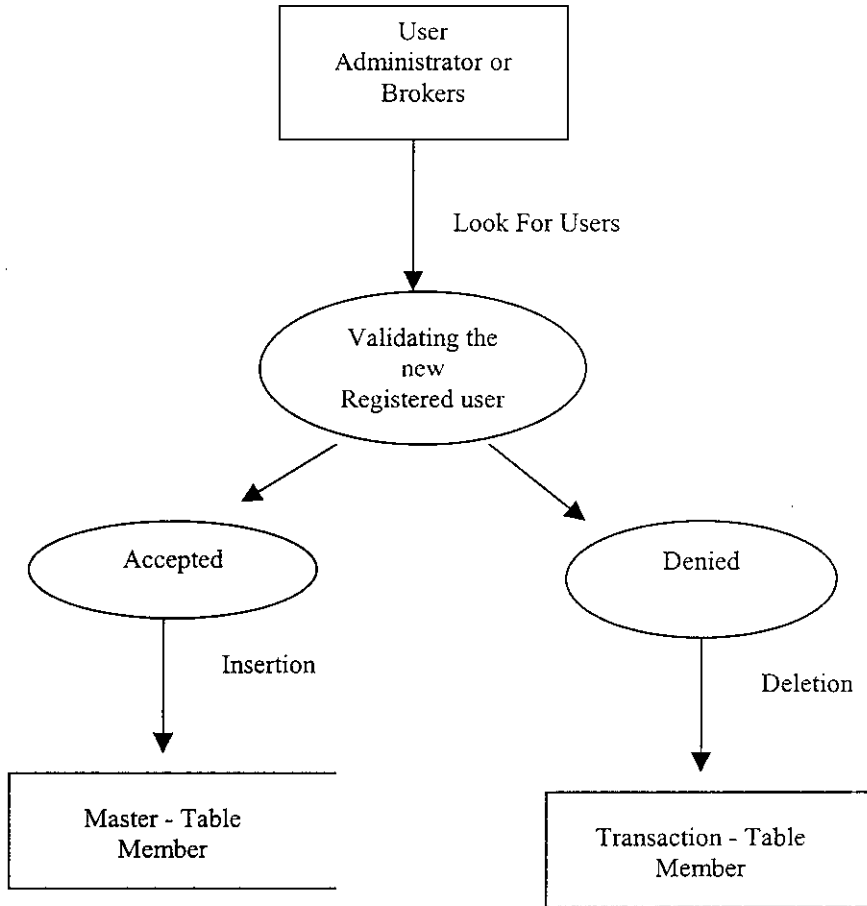 User
Administrator or
Brokers
Look For Users
Validating the
new
Registered user
Accepted
Denied
Insertion
Deletion
Master - Table
Member
Transaction - Table
Member